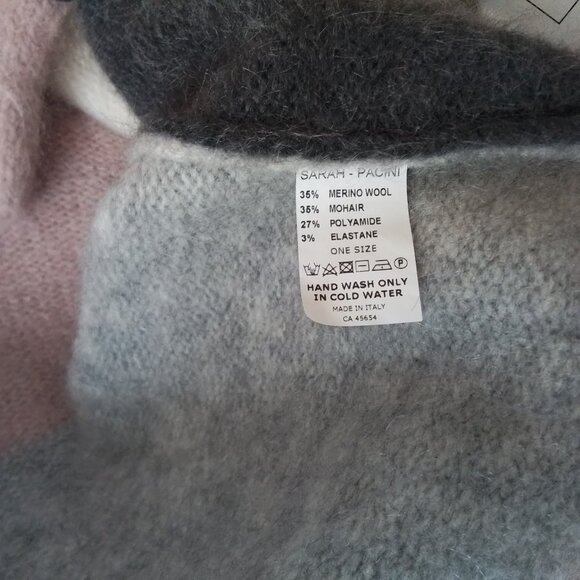 SARAH - PACINI
35% MERINO WOOL
35% MOHAIR
27% POLYAMIDE
3% ELASTANE
ONE SIZE
P
HAND WASH ONLY
IN COLD WATER
MADE IN ITALY
CA 45654